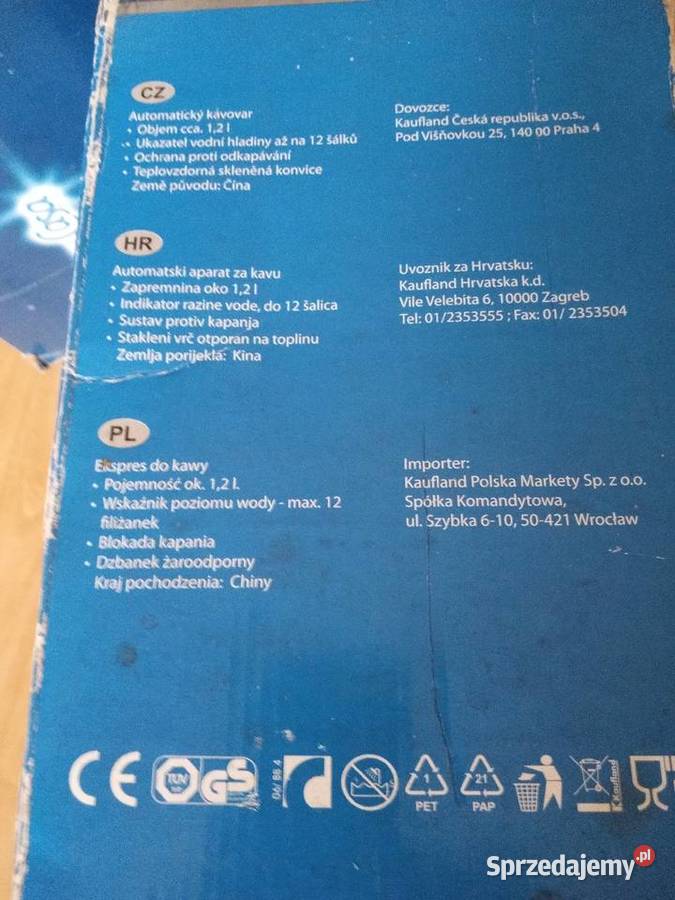 CZ
Automatický kávovar
• Objem cca. 1,2 l
• Ukazatel vodní hladiny až na 12 šálků
• Ochrana proti odkapávání
• Teplovzdorná skleněná konvice
Země původu: Čína
Dovozce:
Kaufland Česká republika v.o.s.,
Pod Višňovkou 25, 140 00 Praha 4
HR
Automatski aparat za kavu
• Zapremnina oko 1,2 l
• Indikator razine vode, do 12 šalica
• Sustav protiv kapanja
• Stakleni vrč otporan na toplinu
Zemlja porijekla: Kina
Uvoznik za Hrvatsku:
Kaufland Hrvatska k.d.
Vile Velebita 6, 10000 Zagreb
Tel: 01/2353555 ; Fax: 01/ 2353504
PL
Ekspres do kawy
• Pojemność ok. 1,2 l.
• Wskaźnik poziomu wody - max. 12
filiżanek
• Blokada kapania
• Dzbanek żaroodporny
Kraj pochodzenia: Chiny
Importer:
Kaufland Polska Markety Sp. z o.o.
Spółka Komandytowa,
ul. Szybka 6-10, 50-421 Wrocław
CE
TÜV
GS
06/ 88 4
1
PET
21
PAP
K Kaufland
Sprzedajemy.pl